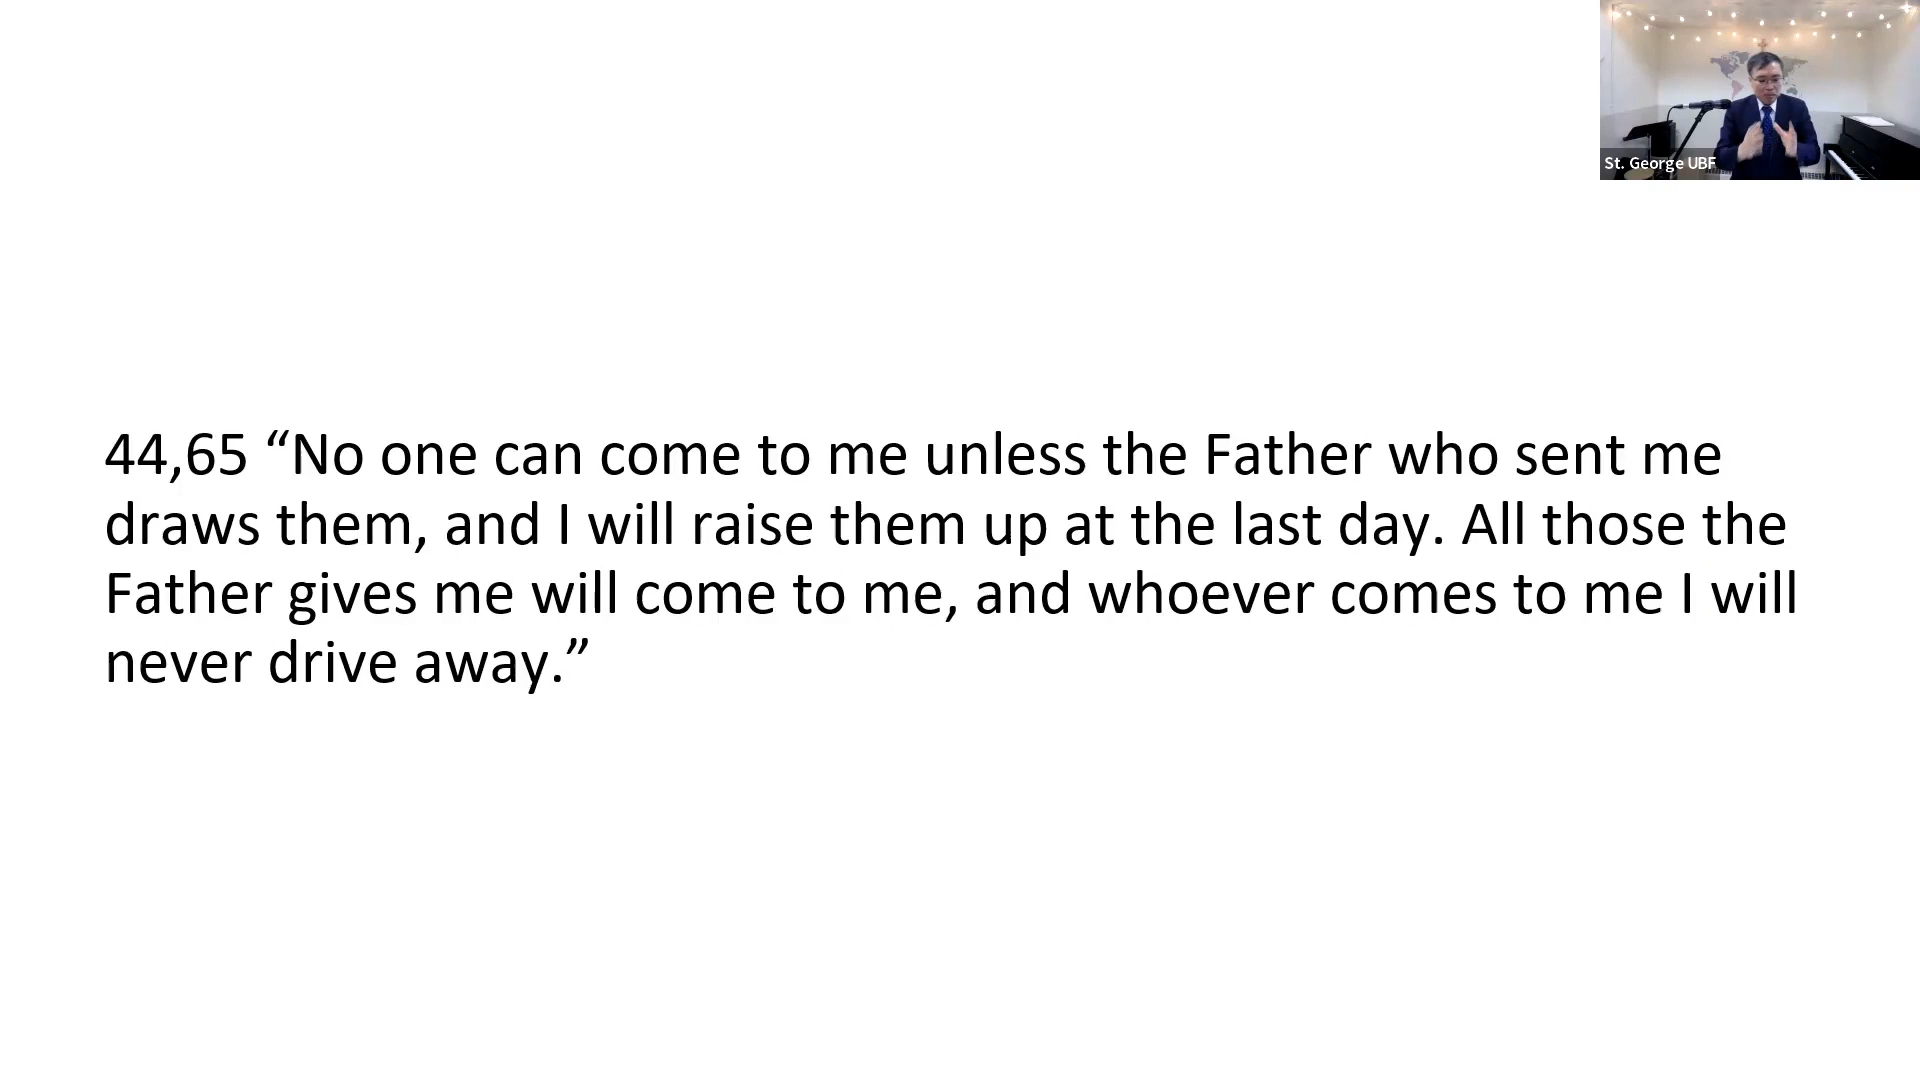 St. George UBF
44,65 “No one can come to me unless the Father who sent me
draws them, and I will raise them up at the last day. All those the
Father gives me will come to me, and whoever comes to me I will
never drive away.”